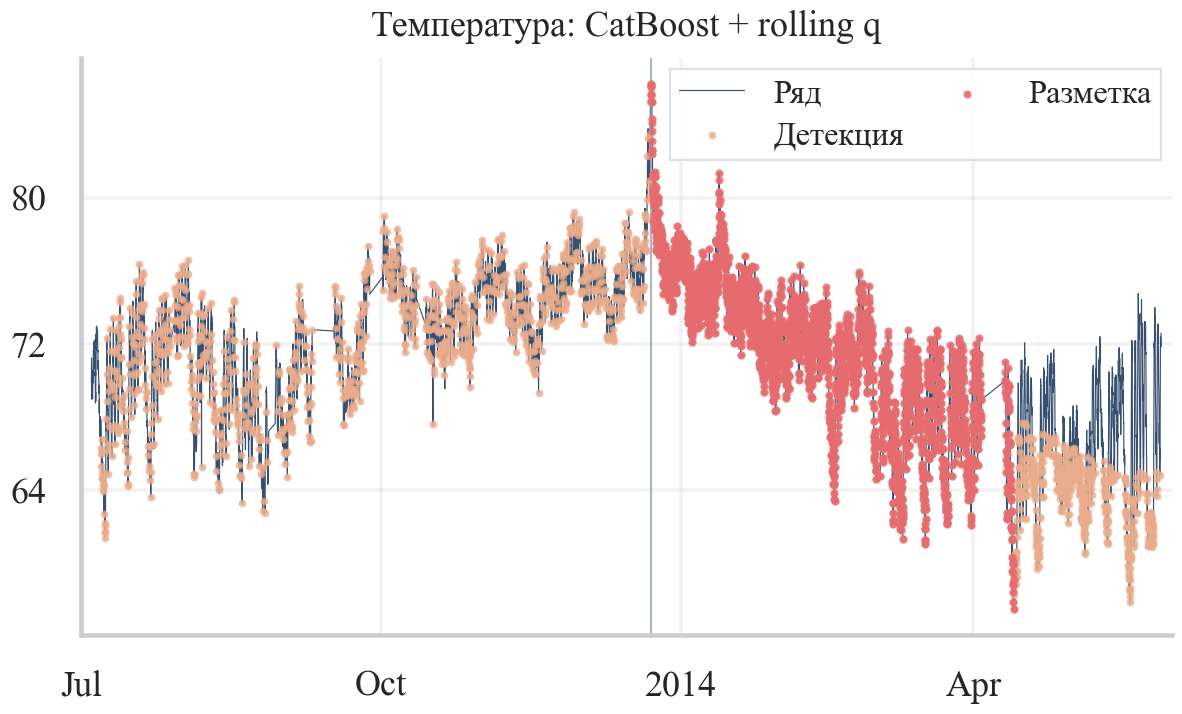 Температура: CatBoost + rolling q
Ряд
Разметка
Детекция
80
72
64
Jul
Oct
2014
Apr